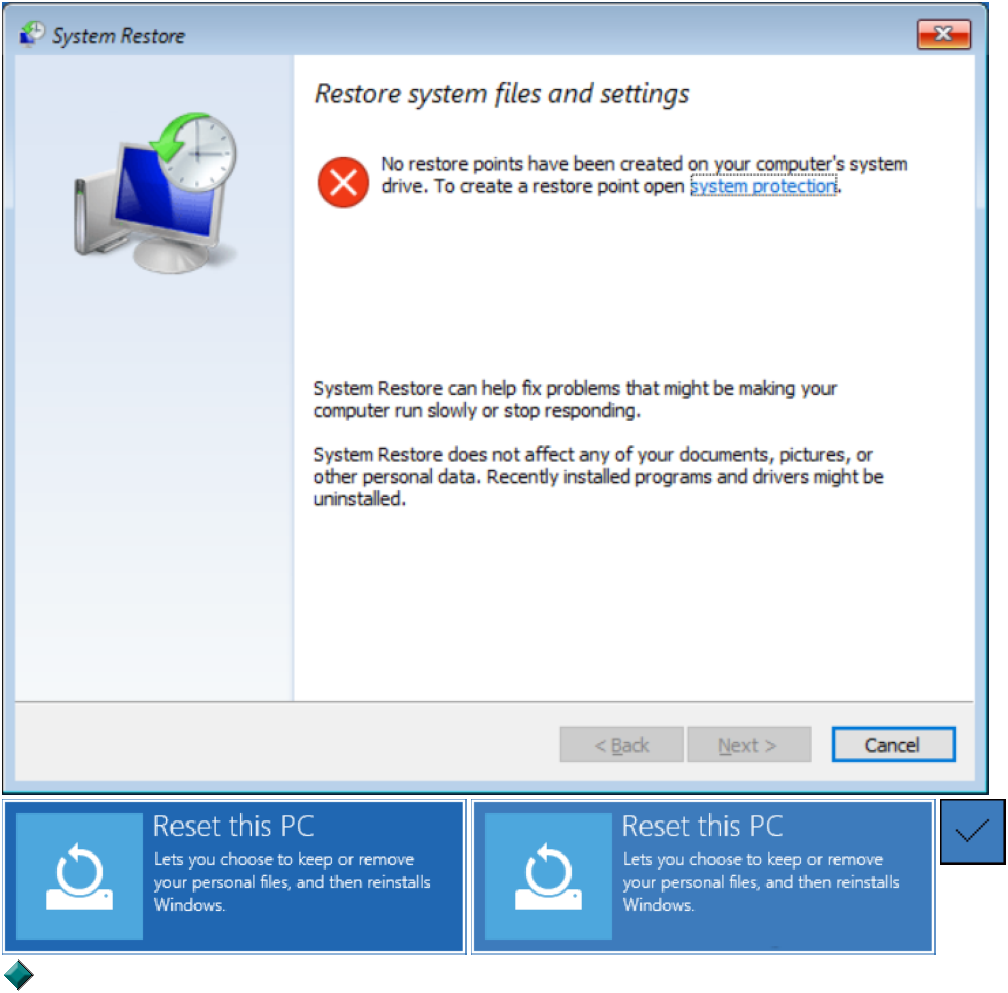 System Restore
Restore system files and settings
No restore points have been created on your computer's system
drive. To create a restore point open system protection.
System Restore can help fix problems that might be making your
computer run slowly or stop responding.
System Restore does not affect any of your documents, pictures, or
other personal data. Recently installed programs and drivers might be
uninstalled.
< Back
Next >
Cancel
Reset this PC
Lets you choose to keep or remove
your personal files, and then reinstalls
Windows.
Reset this PC
Lets you choose to keep or remove
your personal files, and then reinstalls
Windows.